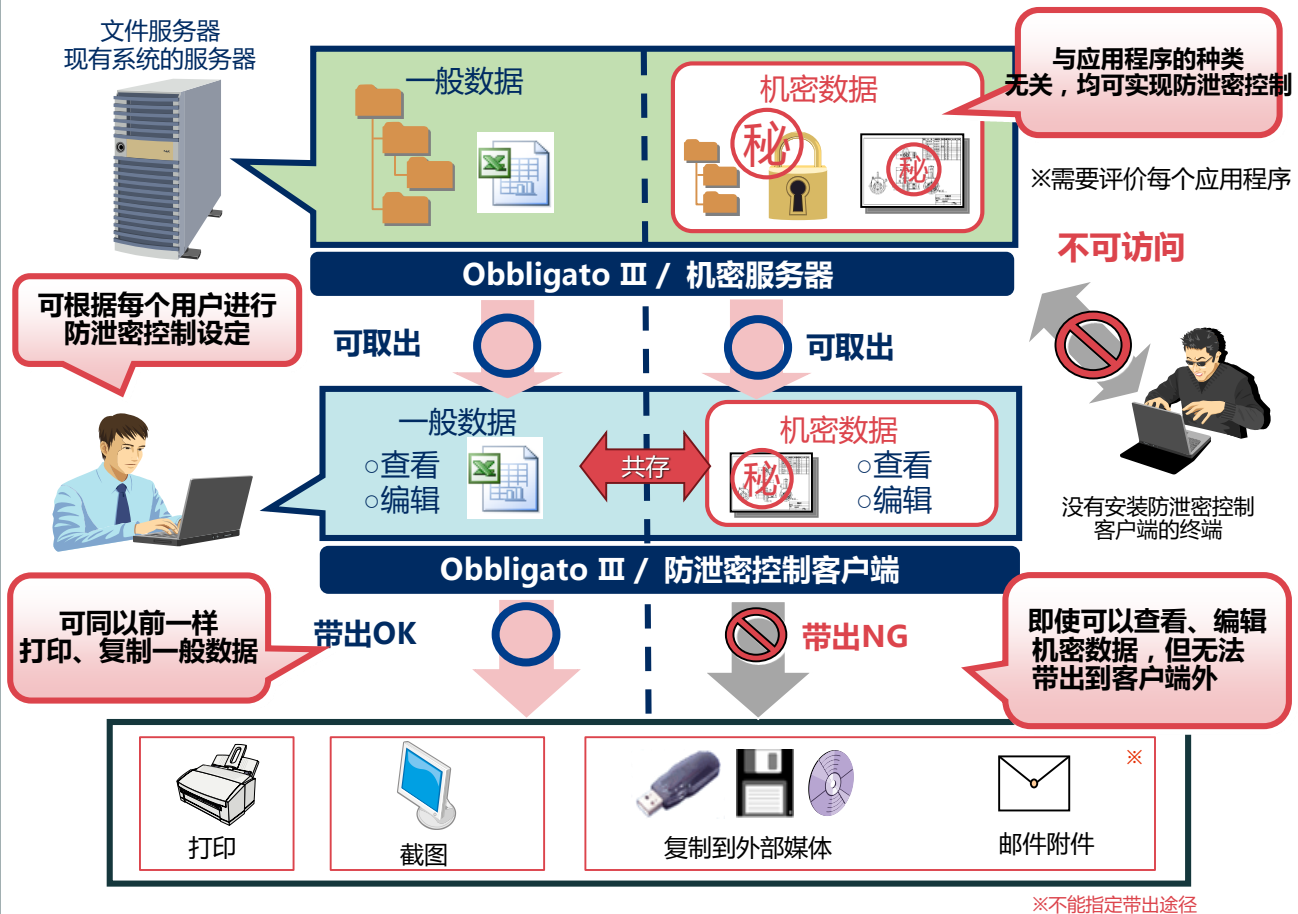 文件服务器
现有系统的服务器
一般数据
机密数据
秘
秘
与应用程序的种类
无关，均可实现防泄密控制
※需要评价每个应用程序
不可访问
Obbligato Ⅲ / 机密服务器
可根据每个用户进行
防泄密控制设定
可取出
可取出
一般数据
○查看
○编辑
共存
机密数据
秘
○查看
○编辑
没有安装防泄密控制
客户端的终端
Obbligato Ⅲ / 防泄密控制客户端
可同以前一样
打印、复制一般数据
带出OK
带出NG
即使可以查看、编辑
机密数据，但无法
带出到客户端外
※
打印
截图
复制到外部媒体
邮件附件
※不能指定带出途径